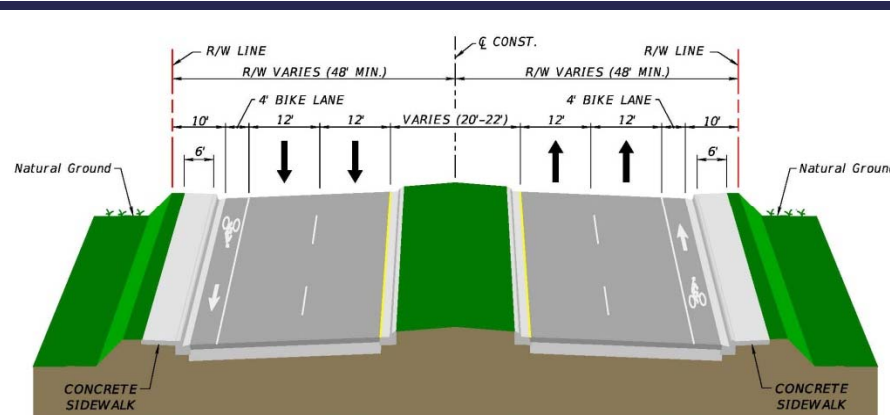 ℄ CONST.
R/W LINE
R/W LINE
R/W VARIES (48' MIN.)
R/W VARIES (48' MIN.)
4' BIKE LANE
4' BIKE LANE
10'
12'
12'
VARIES (20'-22')
12'
12'
10'
6'
6'
Natural Ground
Natural Ground
CONCRETE
SIDEWALK
CONCRETE
SIDEWALK